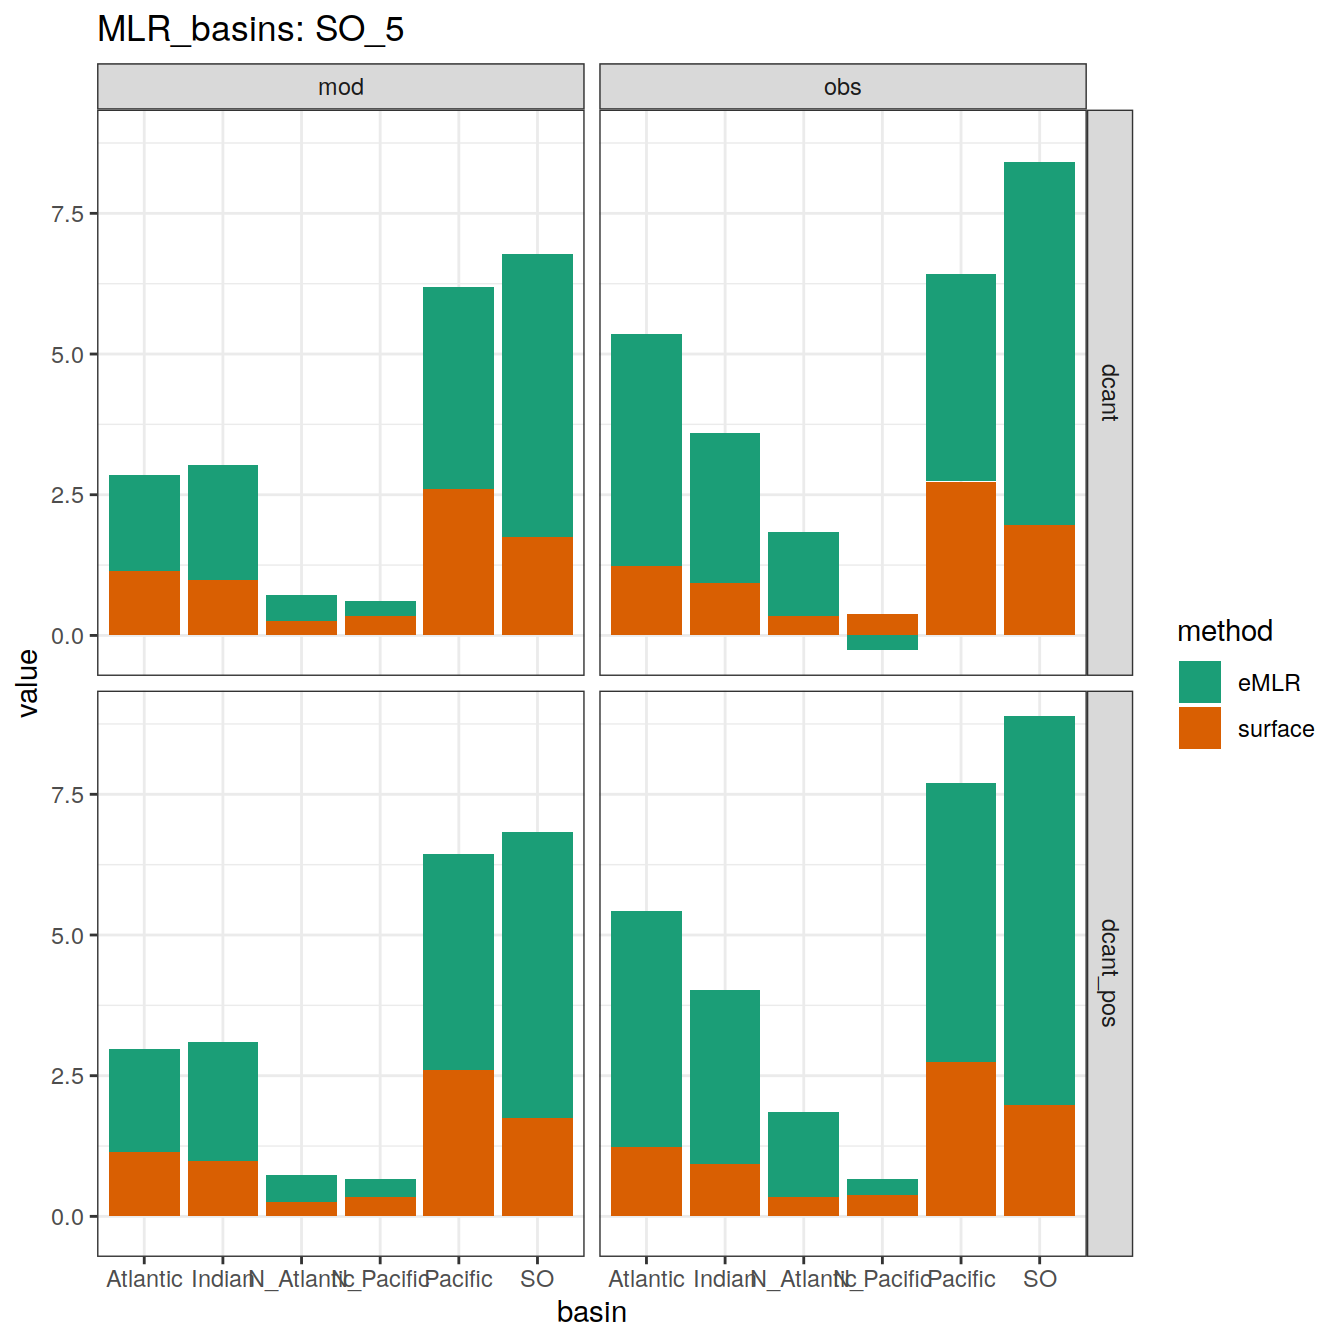 MLR_basins: SO_5
mod
obs
7.5
5.0
2.5
0.0
dcant
value
7.5
5.0
2.5
0.0
dcant_pos
Atlantic Indian N_Atlantic N_Pacific Pacific SO
Atlantic Indian N_Atlantic N_Pacific Pacific SO
basin
method
eMLR
surface